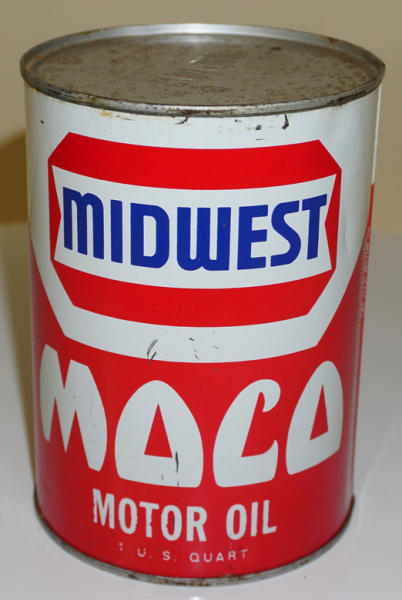 MIDWEST
MACO
MOTOR OIL
1 U.S. QUART